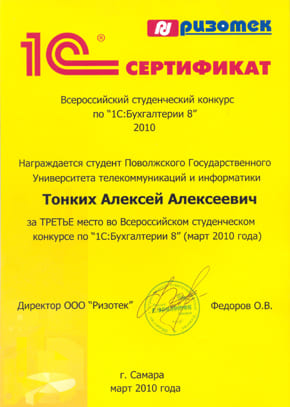 Ризотек
1С®
СЕРТИФИКАТ
Всероссийский студенческий конкурс
по "1С:Бухгалтерии 8"
2010
Награждается студент Поволжского Государственного
Университета телекоммуникаций и информатики
Тонких Алексей Алексеевич
за ТРЕТЬЕ место во Всероссийском студенческом
конкурсе по "1С:Бухгалтерии 8" (март 2010 года)
Директор ООО "Ризотек" Федоров О.В.
г. Самара
март 2010 года